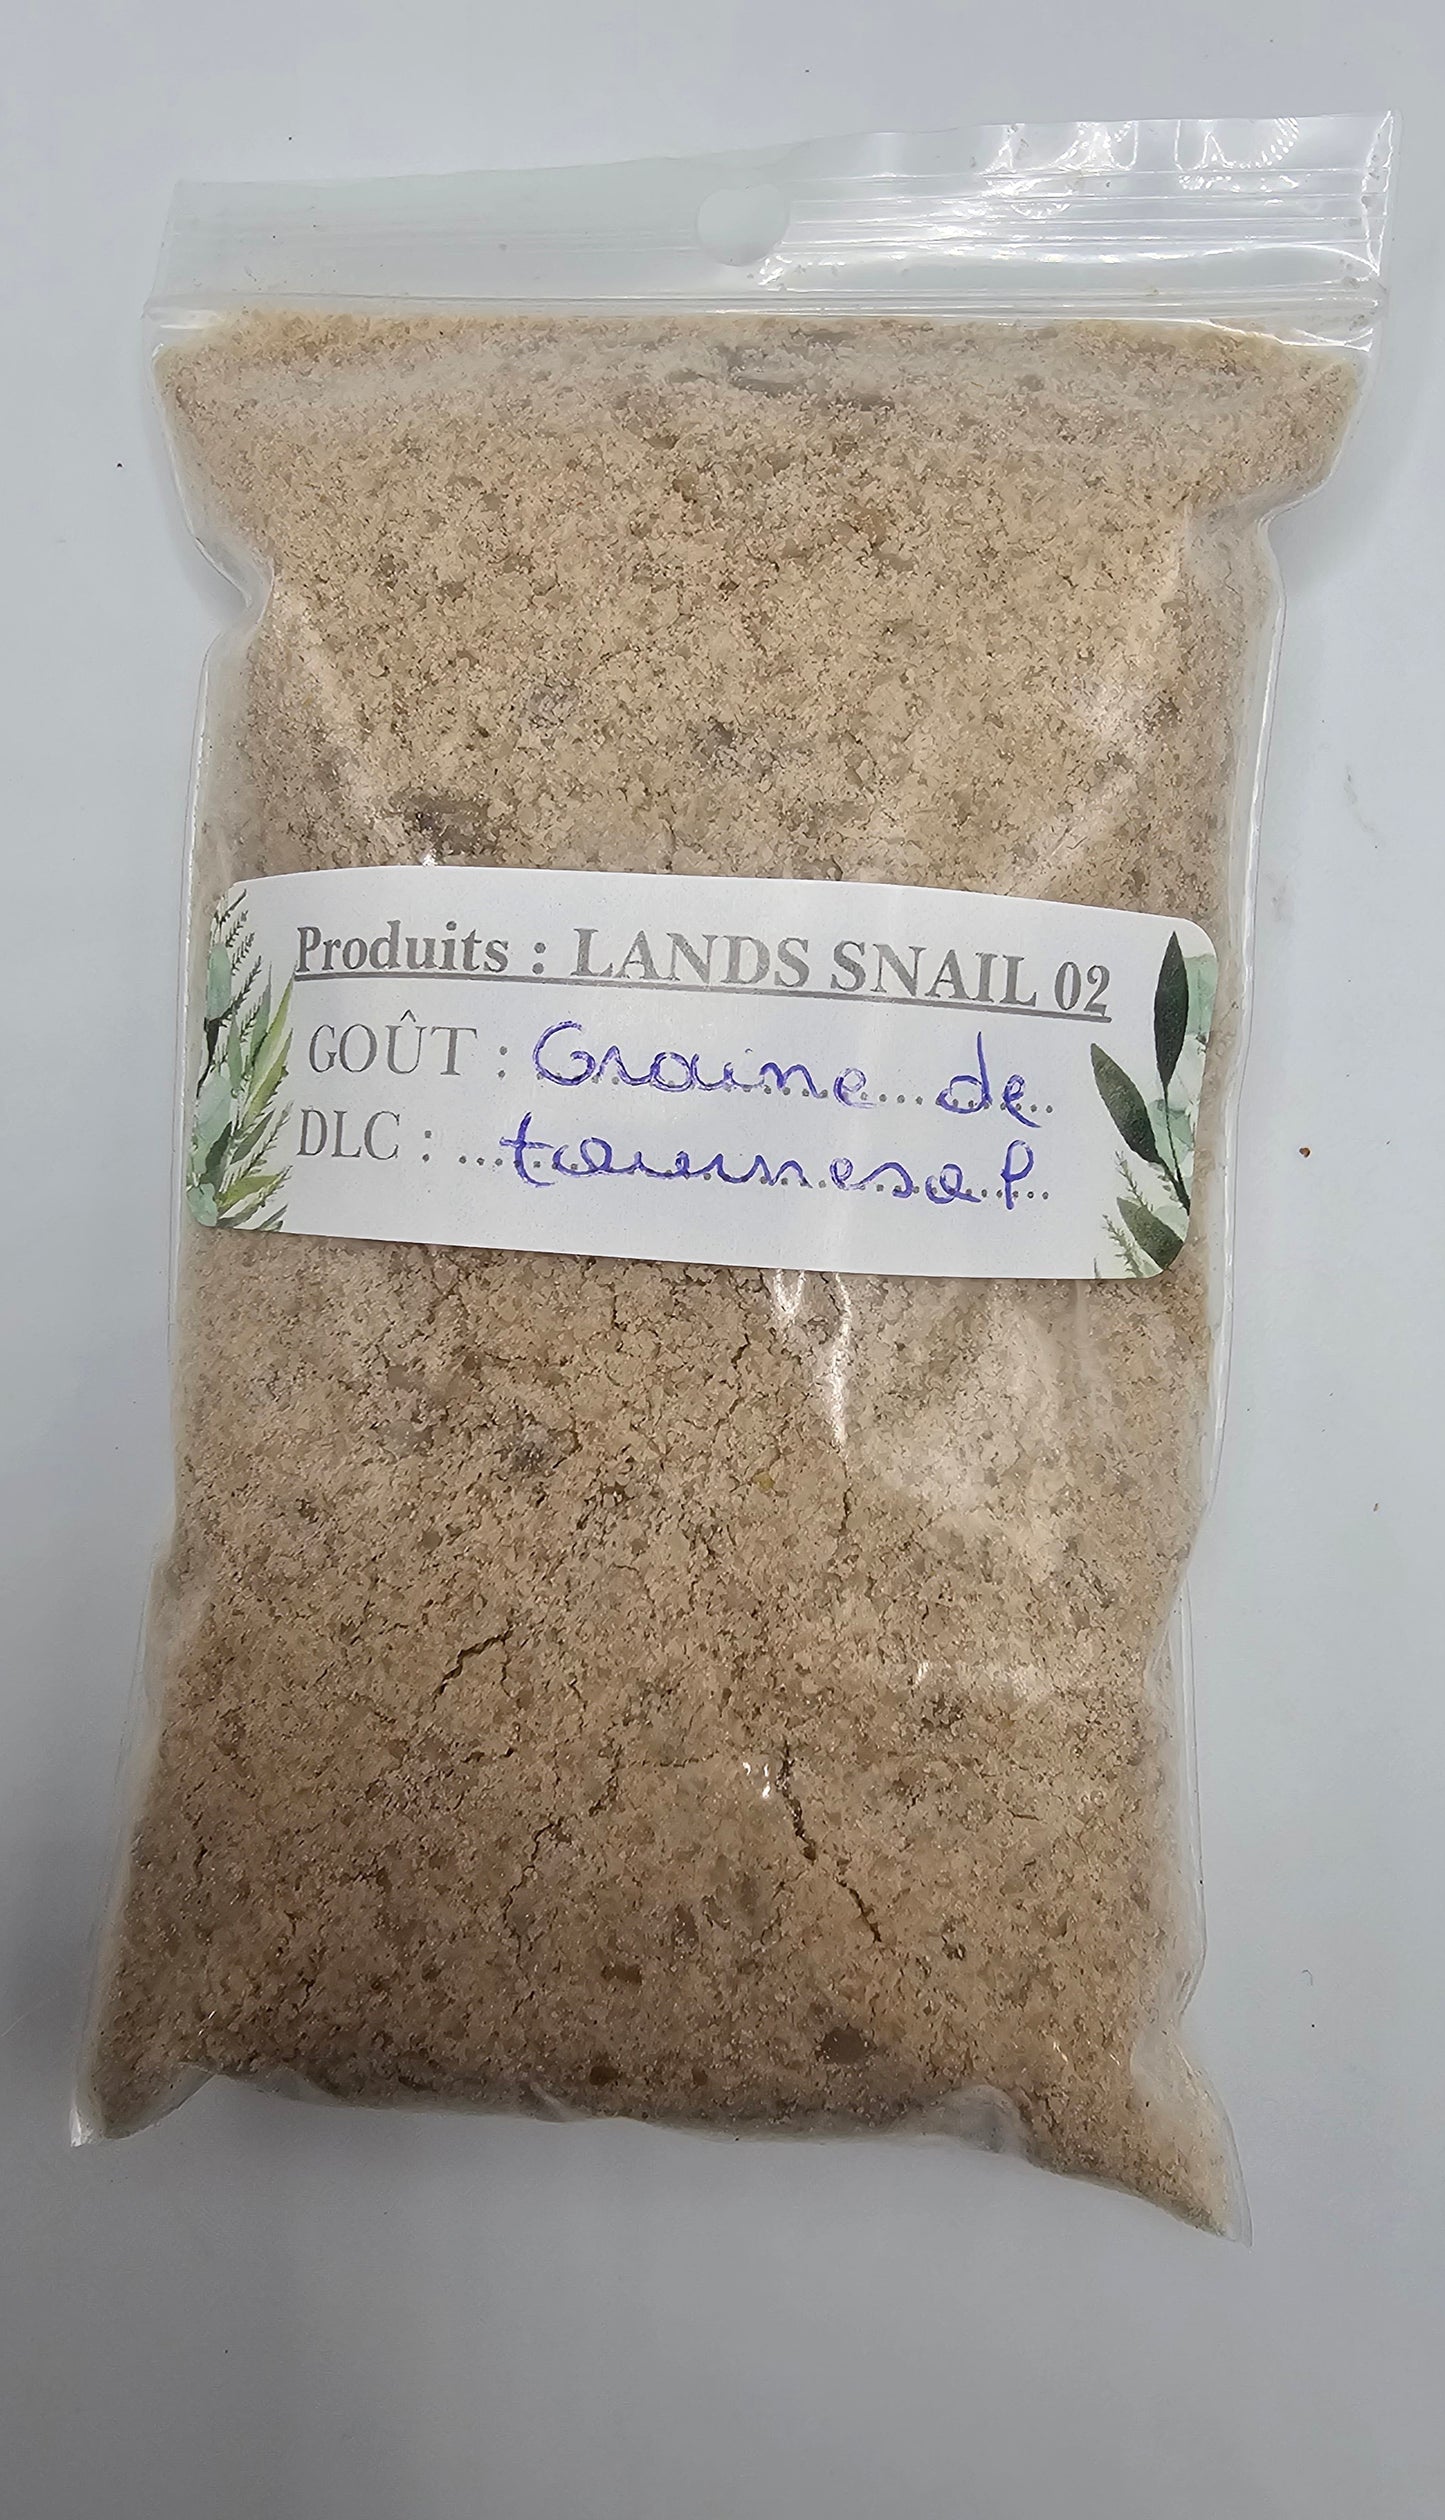 Produits : LANDS SNAIL 02
GOÛT : Graine de
DLC : tournesol